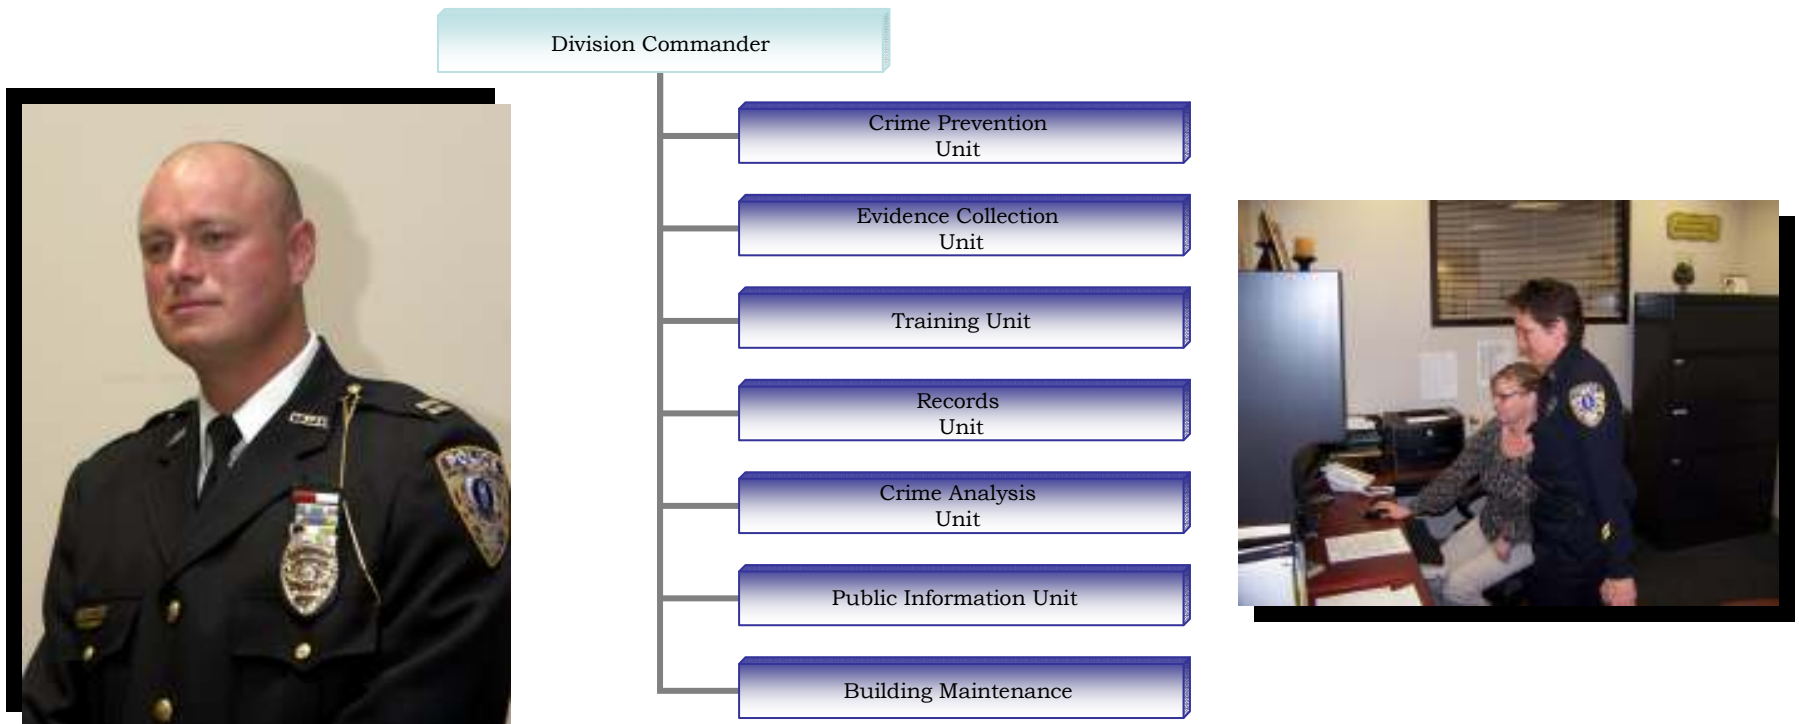 Division Commander
Crime Prevention
Unit
Evidence Collection
Unit
Training Unit
Records
Unit
Crime Analysis
Unit
Public Information Unit
Building Maintenance
POLICE